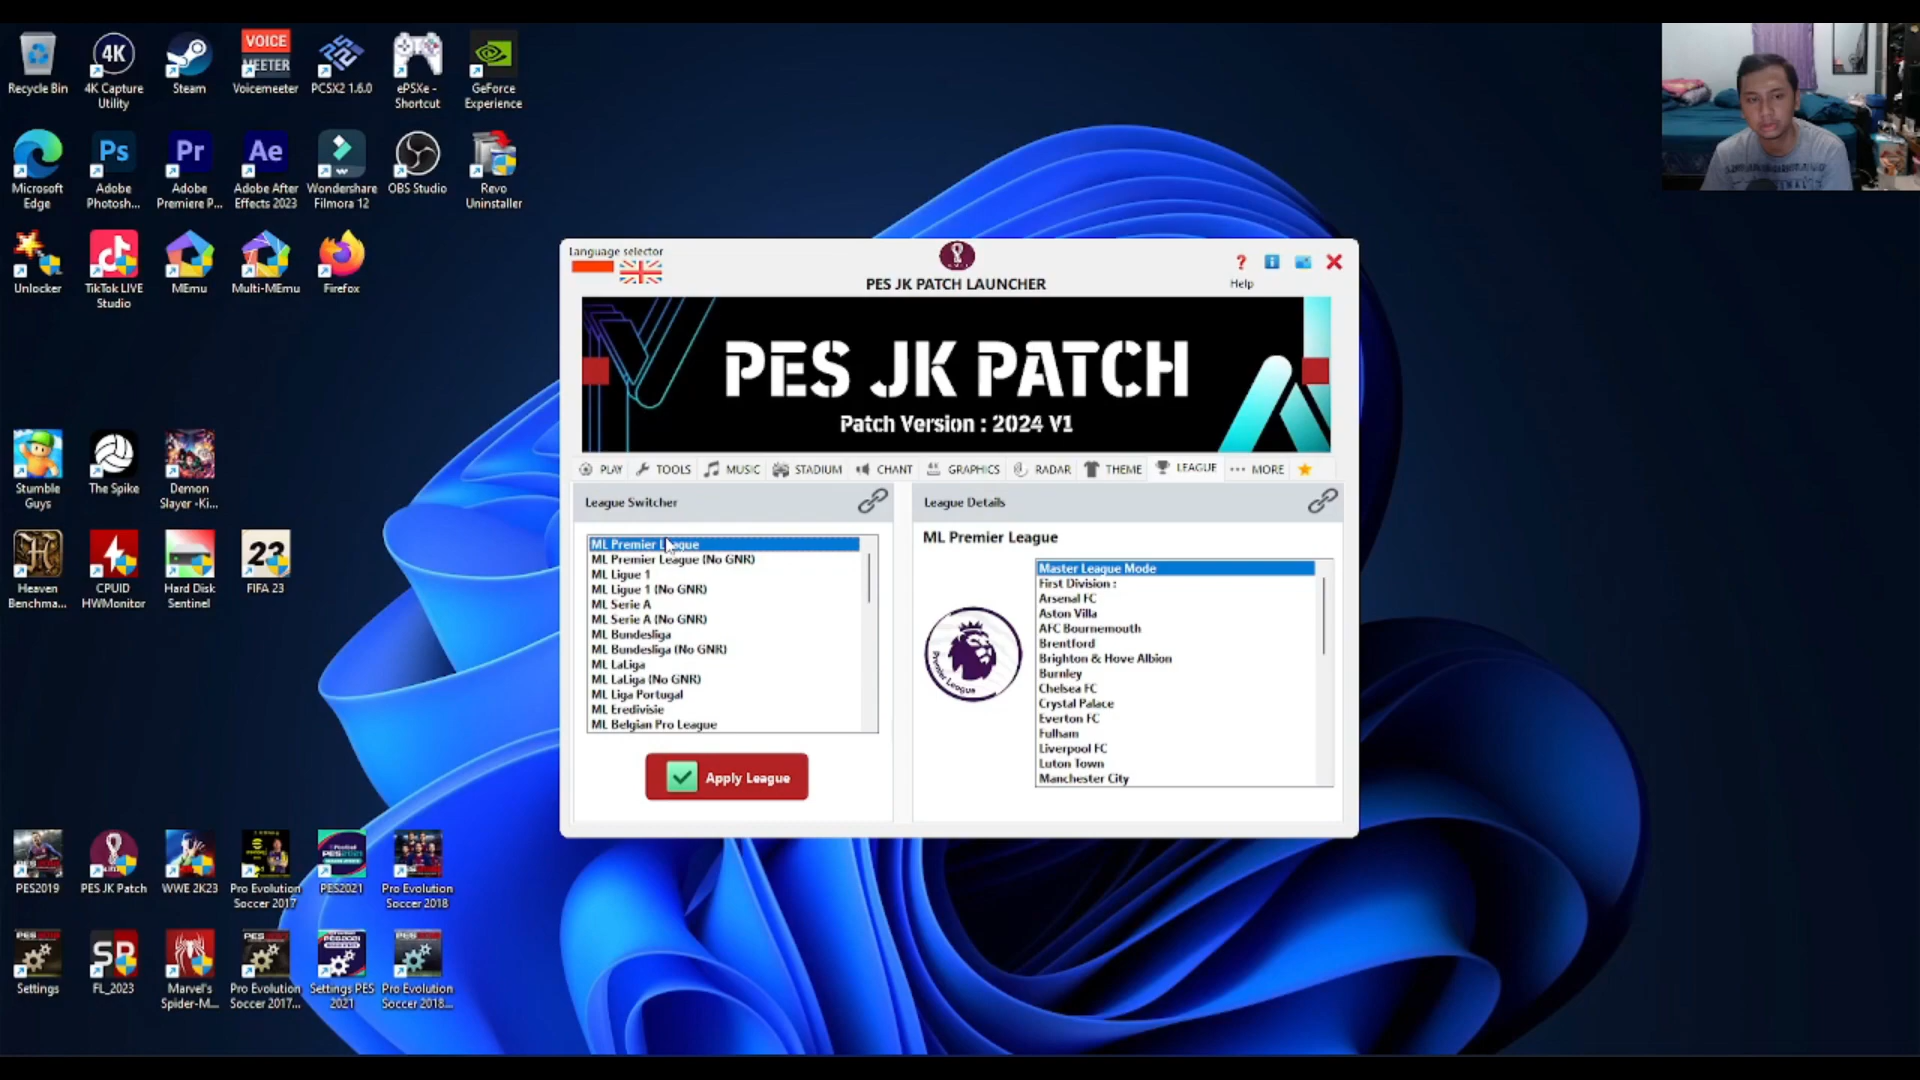 Recycle Bin
4K Capture
Utility
Steam
VOICE
MEETER
Voicemeeter
PCSX2 1.6.0
ePSXe -
Shortcut
GeForce
Experience
4K
Microsoft
Edge
Ps
Adobe
Photosh...
Pr
Adobe
Premiere P...
Ae
Adobe After
Effects 2023
Wondershare
Filmora 12
OBS Studio
Revo
Uninstaller
Unlocker
TikTok LIVE
Studio
MEmu
Multi-MEmu
Firefox
Stumble
Guys
The Spike
Demon
Slayer -Ki...
Heaven
Benchma...
CPUID
HWMonitor
Hard Disk
Sentinel
23
FIFA 23
PES2019
PES JK Patch
WWE 2K23
Pro Evolution
Soccer 2017
PES2021
Pro Evolution
Soccer 2018
Settings
FL_2023
Marvel's
Spider-M...
Pro Evolution
Soccer 2017...
Settings PES
2021
Pro Evolution
Soccer 2018...
Language selector
PES JK PATCH LAUNCHER
?
Help
PES JK PATCH
Patch Version : 2024 V1
PLAY TOOLS MUSIC STADIUM CHANT GRAPHICS RADAR THEME LEAGUE MORE
League Switcher
ML Premier League
ML Premier League (No GNR)
ML Ligue 1
ML Ligue 1 (No GNR)
ML Serie A
ML Serie A (No GNR)
ML Bundesliga
ML Bundesliga (No GNR)
ML LaLiga
ML LaLiga (No GNR)
ML Liga Portugal
ML Eredivisie
ML Belgian Pro League
Apply League
League Details
ML Premier League
Premier League
Master League Mode
First Division :
Arsenal FC
Aston Villa
AFC Bournemouth
Brentford
Brighton & Hove Albion
Burnley
Chelsea FC
Crystal Palace
Everton FC
Fulham
Liverpool FC
Luton Town
Manchester City